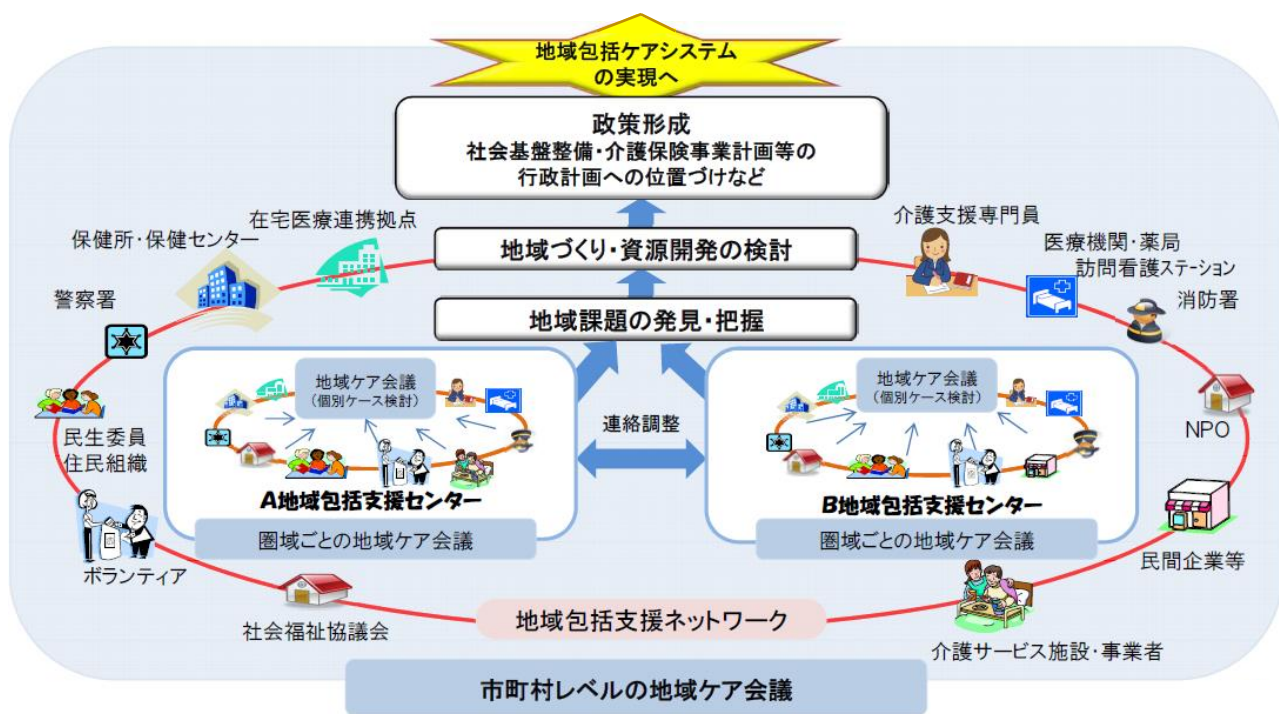 地域包括ケアシステム
の実現へ
政策形成
社会基盤整備・介護保険事業計画等の
行政計画への位置づけなど
在宅医療連携拠点
保健所・保健センター
地域づくり・資源開発の検討
介護支援専門員
医療機関・薬局
訪問看護ステーション
警察署
消防署
地域課題の発見・把握
地域ケア会議
（個別ケース検討）
地域ケア会議
（個別ケース検討）
連絡調整
民生委員
住民組織
NPO
A地域包括支援センター
B地域包括支援センター
圏域ごとの地域ケア会議
圏域ごとの地域ケア会議
ボランティア
民間企業等
社会福祉協議会
地域包括支援ネットワーク
介護サービス施設・事業者
市町村レベルの地域ケア会議